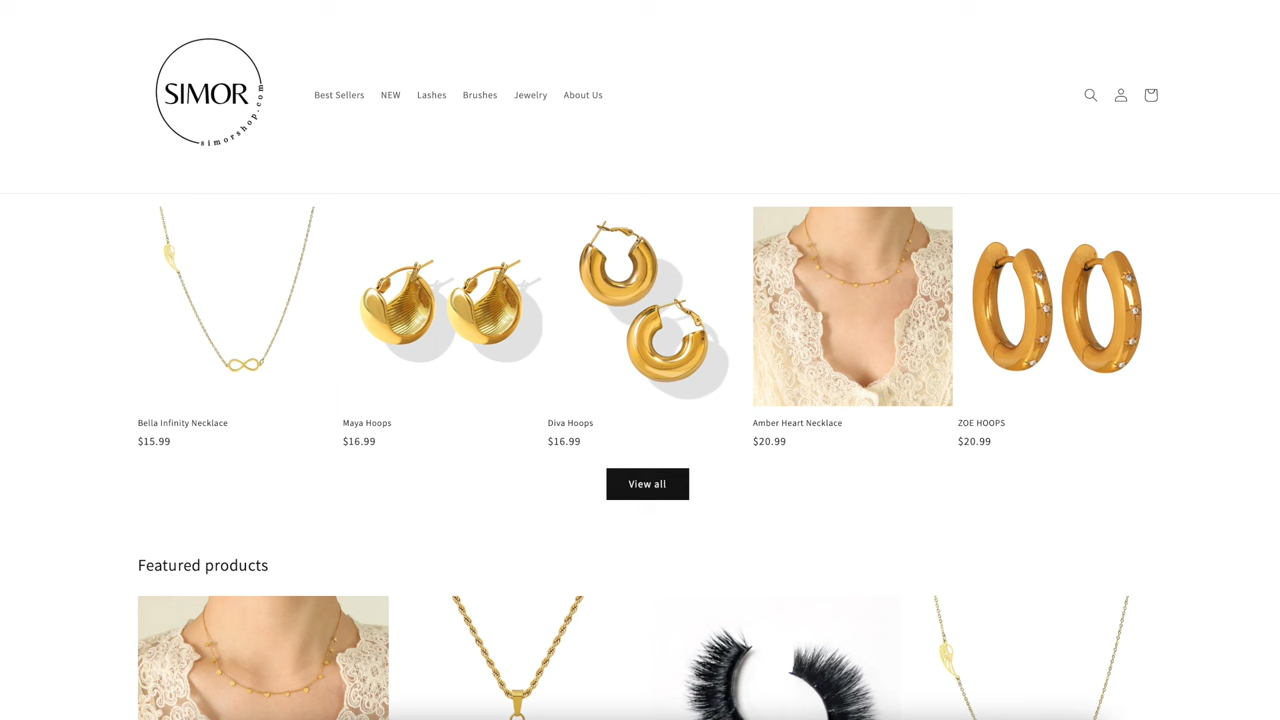 SIMOR
simorshop.com
Best Sellers NEW Lashes Brushes Jewelry About Us
Bella Infinity Necklace Maya Hoops Diva Hoops Amber Heart Necklace ZOE HOOPS
$15.99 $16.99 $16.99 $20.99 $20.99
View all
Featured products